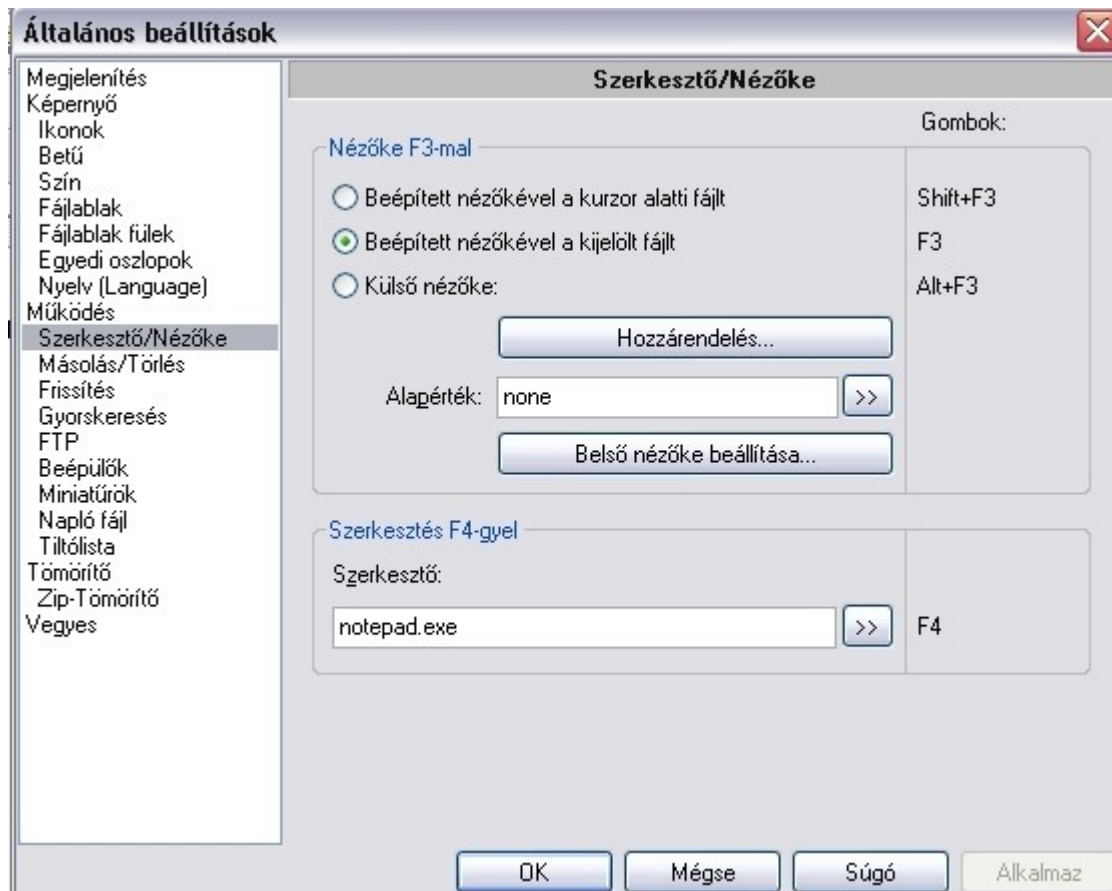 Általános beállítások
Megjelenítés
Képernyő
Ikonok
Betű
Szín
Fájlablak
Fájlablak fülek
Egyedi oszlopok
Nyelv (Language)
Működés
Szerkesztő/Nézőke
Másolás/Törlés
Frissítés
Gyorskeresés
FTP
Beépülők
Miniatűrök
Napló fájl
Tiltólista
Tömörítő
Zip-Tömörítő
Vegyes
Szerkesztő/Nézőke
Gombok:
Nézőke F3-mal
Beépített nézőkével a kurzor alatti fájlt Shift+F3
Beépített nézőkével a kijelölt fájlt F3
Külső nézőke: Alt+F3
Hozzárendelés...
Alapérték: none >>
Belső nézőke beállítása...
Szerkesztés F4-gyel
Szerkesztő:
notepad.exe >> F4
OK Mégse Súgó Alkalmaz